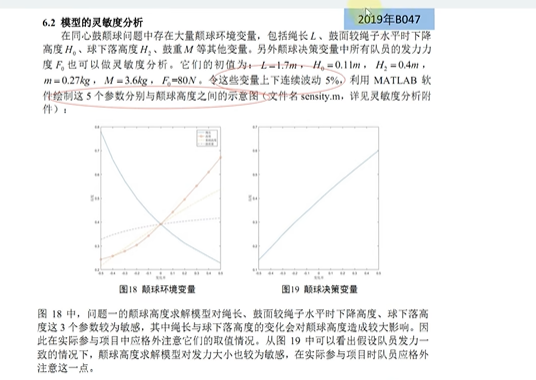 2019年B047
6.2 模型的灵敏度分析
在同心鼓颠球问题中存在大量颠球环境变量，包括绳长 L、鼓面较绳子水平时下降
高度 H₀、球下落高度 H₂、鼓重 M 等其他变量。另外颠球决策变量中所有队员的发力力
度 F₀ 也可以做灵敏度分析。它们的初值为：L=1.7m，H₀=0.11m，H₂=0.4m，
m=0.27kg，M=3.6kg，F₀=80N。令这些变量上下连续波动 5%，利用 MATLAB 软
件绘制这 5 个参数分别与颠球高度之间的示意图（文件名 sensity.m，详见灵敏度分析附
件）：
图18 颠球环境变量
图19 颠球决策变量
图 18 中，问题一的颠球高度求解模型对绳长、鼓面较绳子水平时下降高度、球下落高
度这 3 个参数较为敏感，其中绳长与球下落高度的变化会对颠球高度造成较大影响。因
此在实际参与项目中应格外注意它们的取值情况。从图 19 中可以看出假设队员发力一
致的情况下，颠球高度求解模型对发力大小也较为敏感，在实际参与项目时队员应格外
注意这一点。